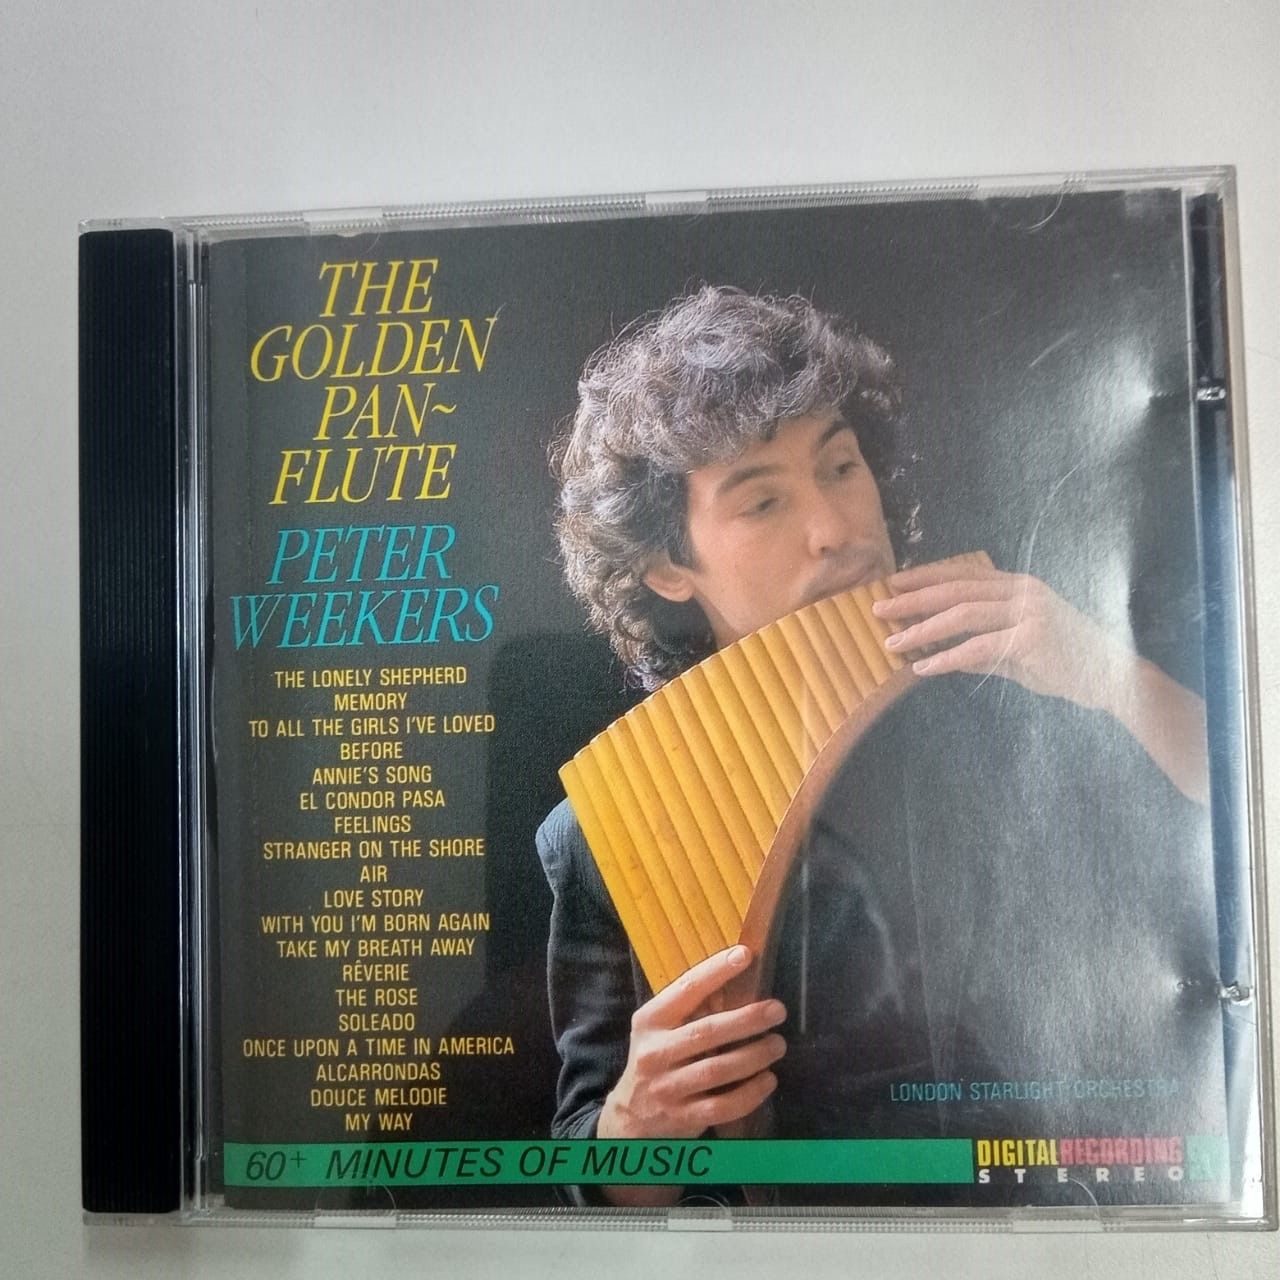 THE
GOLDEN
PAN~
FLUTE
PETER
WEEKERS
THE LONELY SHEPHERD
MEMORY
TO ALL THE GIRLS I'VE LOVED
BEFORE
ANNIE'S SONG
EL CONDOR PASA
FEELINGS
STRANGER ON THE SHORE
AIR
LOVE STORY
WITH YOU I'M BORN AGAIN
TAKE MY BREATH AWAY
RÊVERIE
THE ROSE
SOLEADO
ONCE UPON A TIME IN AMERICA
ALCARRONDAS
DOUCE MELODIE
MY WAY
LONDON STARLIGHT ORCHESTRA
60+ MINUTES OF MUSIC
DIGITAL RECORDING
STEREO